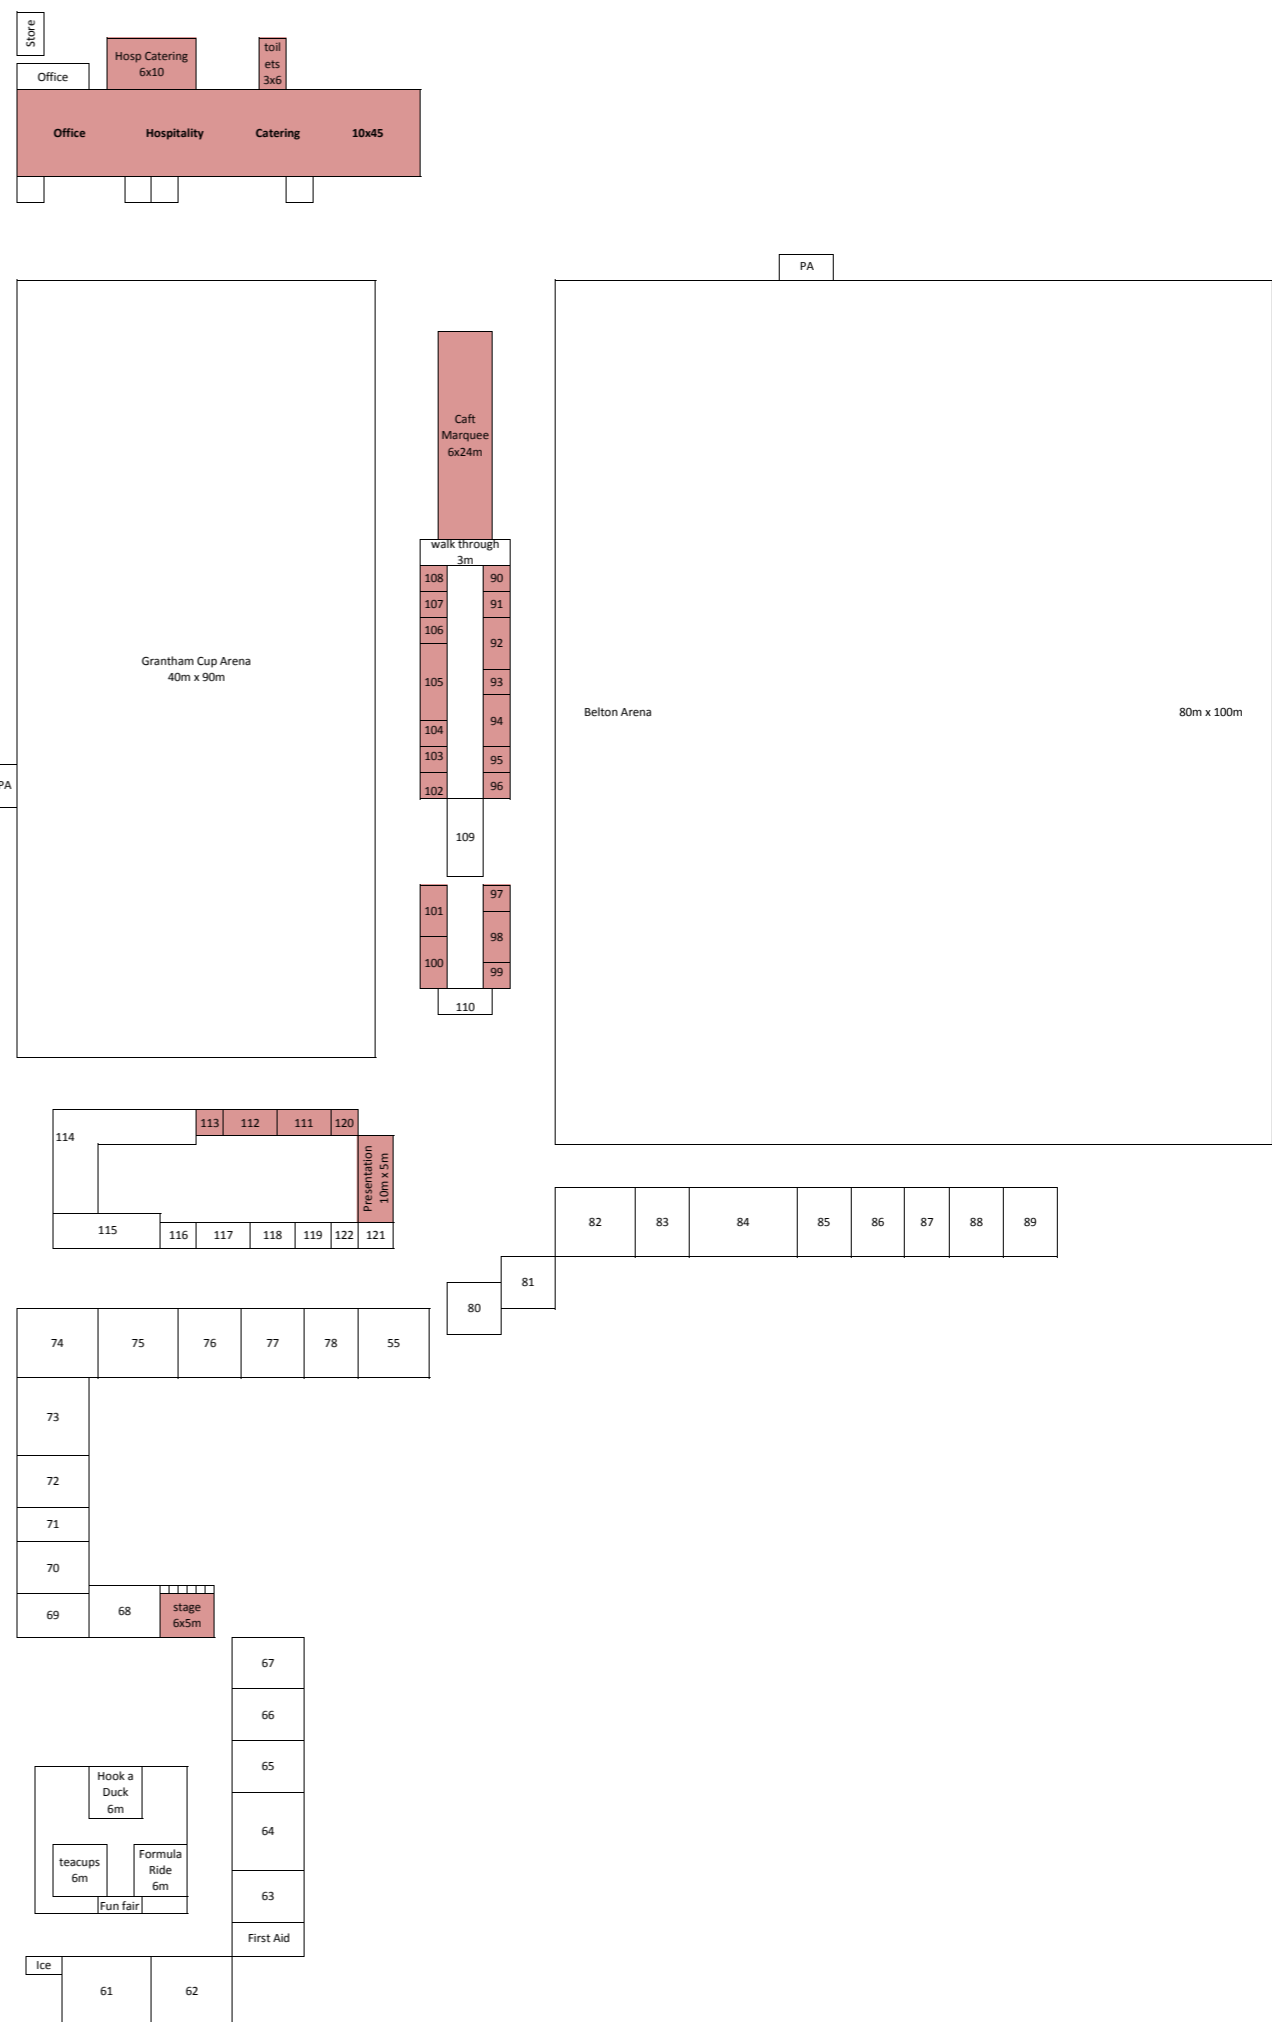 Store
Office
Hosp Catering
6x10
toil
ets
3x6
Office Hospitality Catering 10x45
PA
Caft
Marquee
6x24m
walk through
3m
108 90
107 91
106
92
Grantham Cup Arena
40m x 90m
105 93
Belton Arena 80m x 100m
94
104
103 95
PA
102 96
109
97
101
98
100
99
110
113 112 111 120
114
Presentation
10m x 5m
115 116 117 118 119 122 121
82 83 84 85 86 87 88 89
81
80
74 75 76 77 78 55
73
72
71
70
69 68
stage
6x5m
67
66
65
Hook a
Duck
6m
64
teacups
6m
Formula
Ride
6m
63
Fun fair
First Aid
Ice
61 62